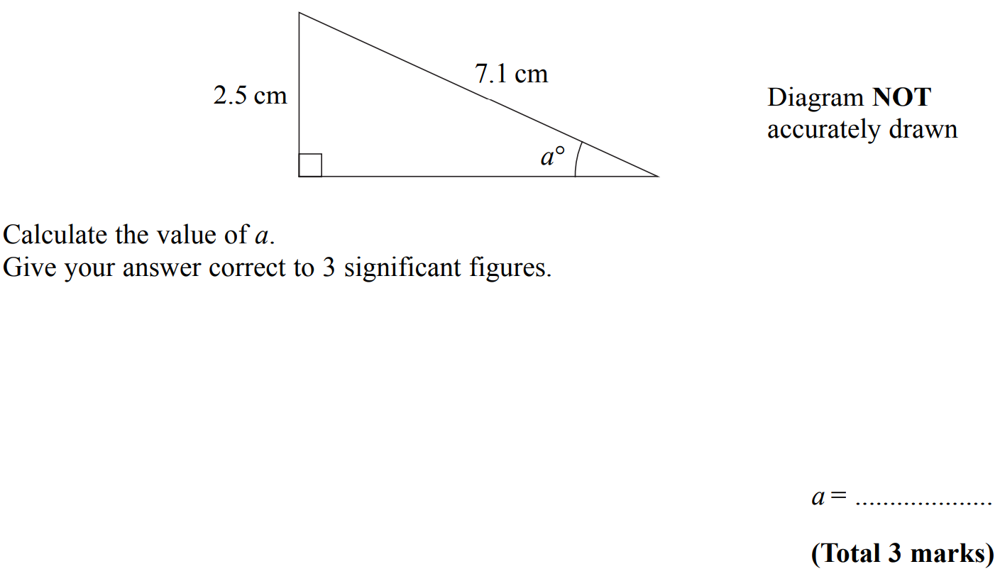 7.1 cm
2.5 cm
Diagram NOT
accurately drawn
a°
Calculate the value of a.
Give your answer correct to 3 significant figures.
a = ....................
(Total 3 marks)